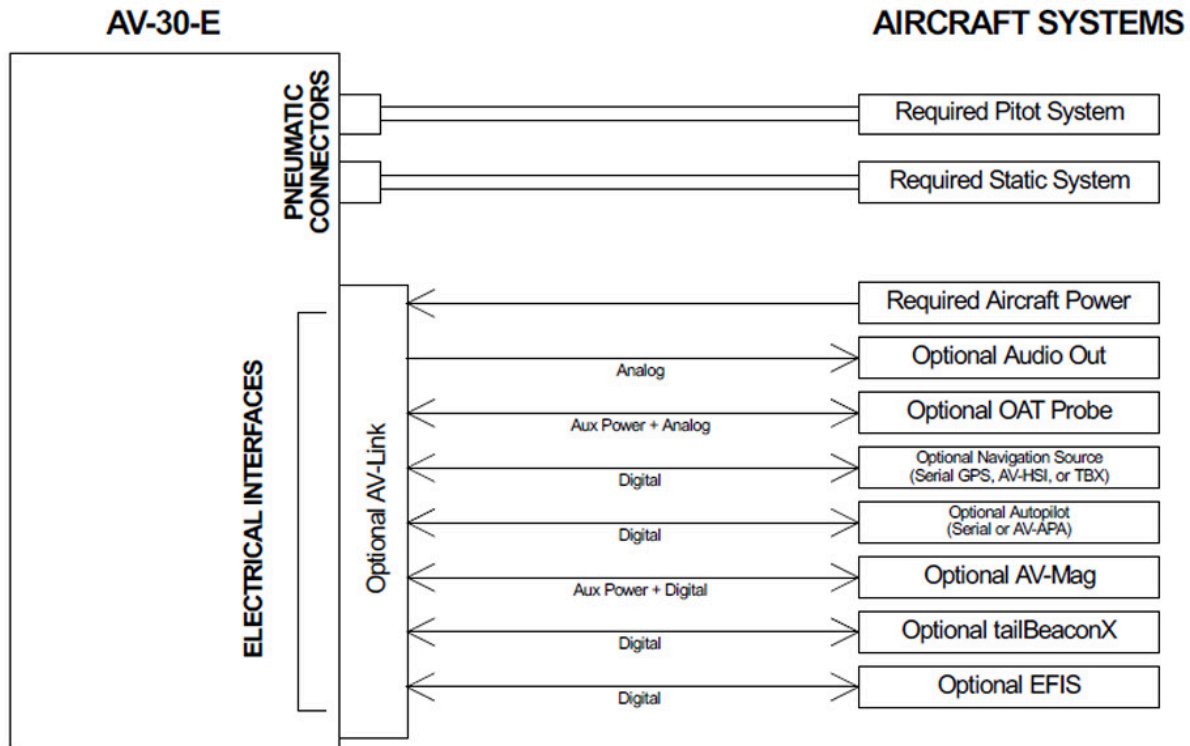 AV-30-E
AIRCRAFT SYSTEMS
PNEUMATIC
CONNECTORS
Required Pitot System
Required Static System
ELECTRICAL INTERFACES
Optional AV-Link
Required Aircraft Power
Analog
Optional Audio Out
Aux Power + Analog
Optional OAT Probe
Digital
Optional Navigation Source
(Serial GPS, AV-HSI, or TBX)
Digital
Optional Autopilot
(Serial or AV-APA)
Aux Power + Digital
Optional AV-Mag
Digital
Optional tailBeaconX
Digital
Optional EFIS